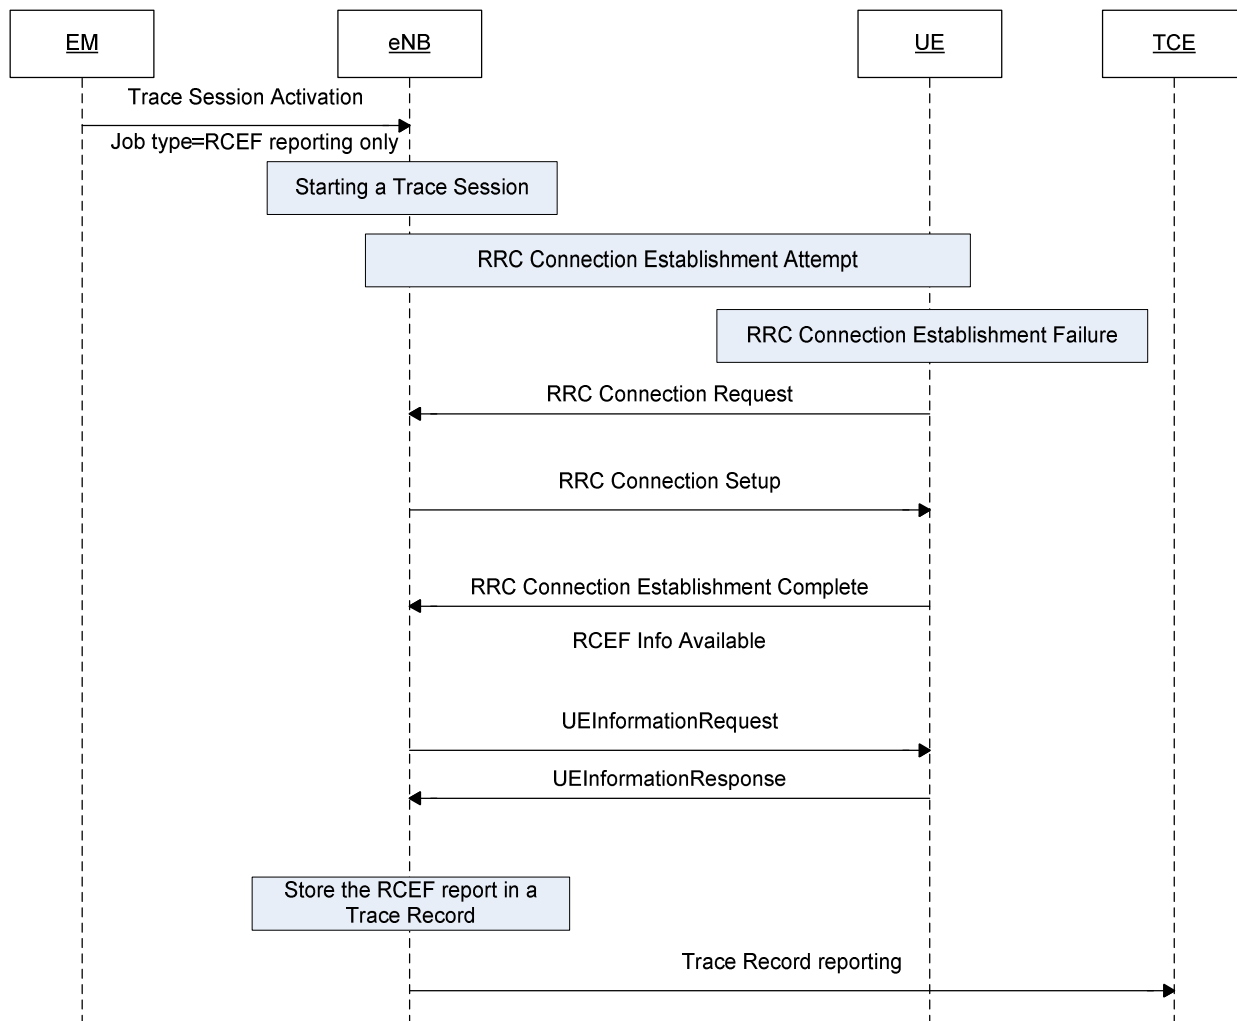 EM
eNB
UE
TCE
Trace Session Activation
Job type=RCEF reporting only
Starting a Trace Session
RRC Connection Establishment Attempt
RRC Connection Establishment Failure
RRC Connection Request
RRC Connection Setup
RRC Connection Establishment Complete
RCEF Info Available
UEInformationRequest
UEInformationResponse
Store the RCEF report in a
Trace Record
Trace Record reporting